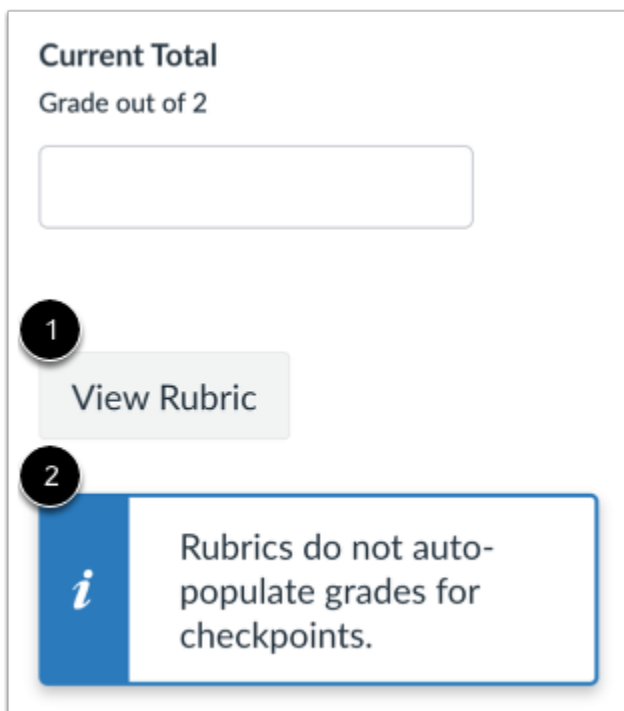 Current Total
Grade out of 2
1
View Rubric
2
i
Rubrics do not auto-
populate grades for
checkpoints.